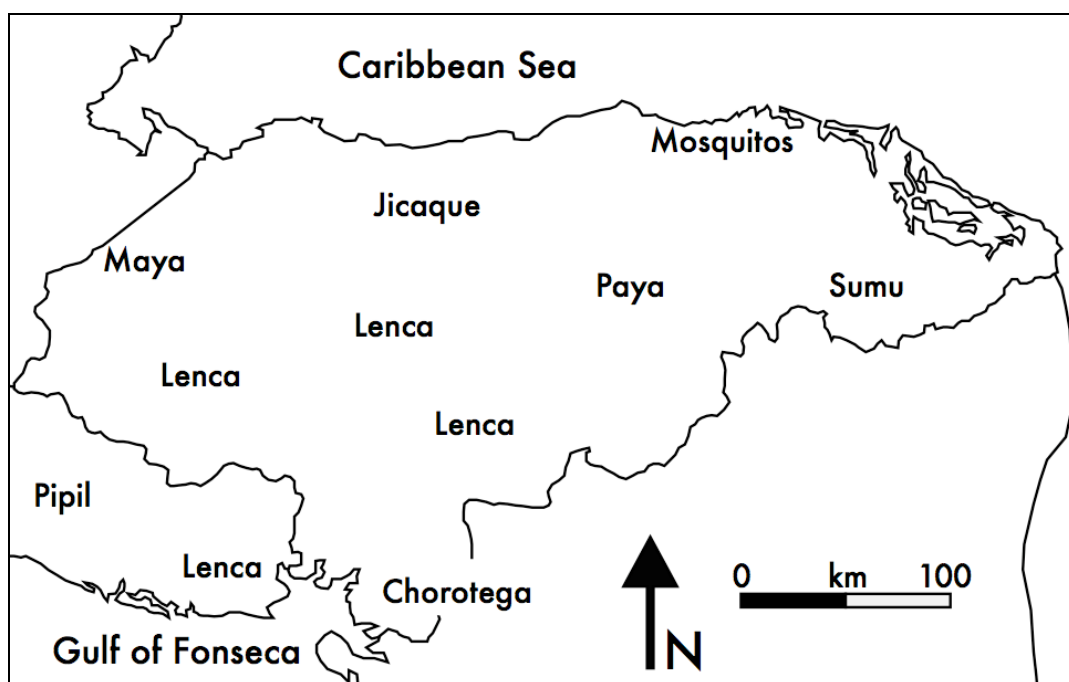 Caribbean Sea
Mosquitos
Jicaque
Maya
Paya
Sumu
Lenca
Lenca
Lenca
Pipil
Lenca
Chorotega
0 km 100
Gulf of Fonseca
N